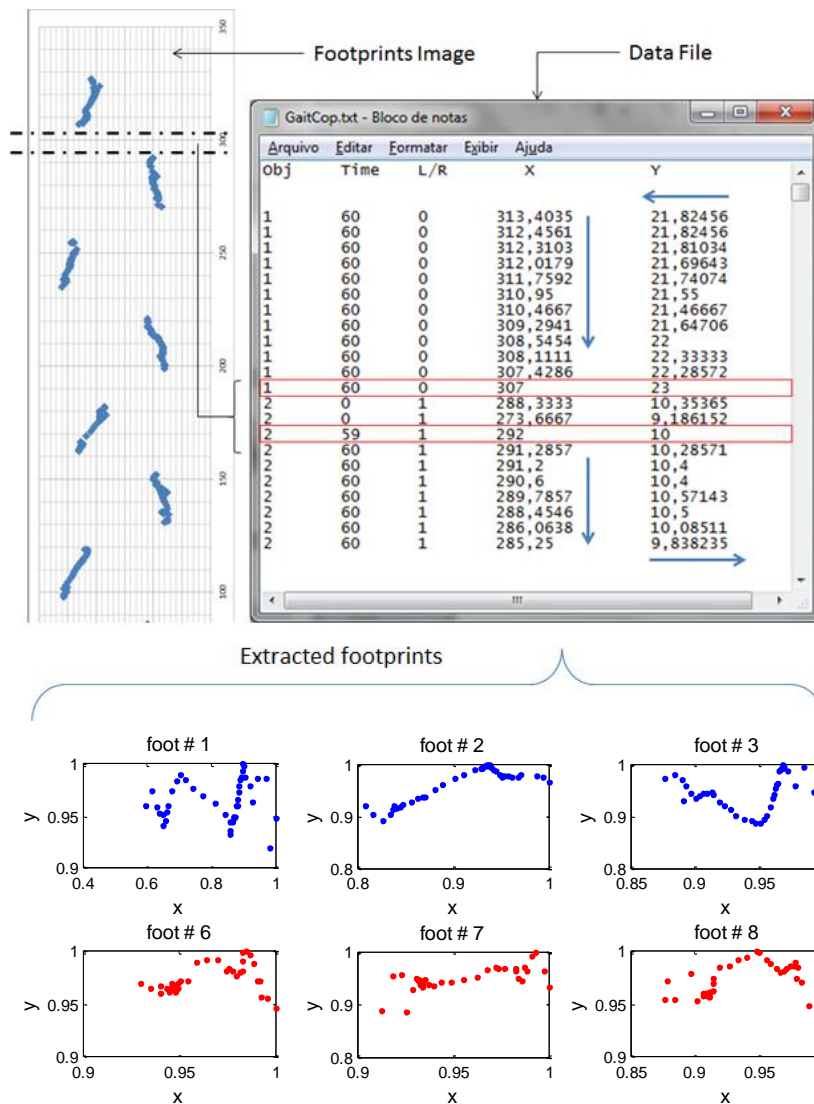 Footprints Image
Data File
350
300
250
200
150
100
GaitCop.txt - Bloco de notas
Arquivo Editar Formatar Exibir Ajuda
Obj Time L/R X Y
1 60 0 313,4035 21,82456
1 60 0 312,4561 21,82456
1 60 0 312,3103 21,81034
1 60 0 312,0179 21,69643
1 60 0 311,7592 21,74074
1 60 0 310,95 21,55
1 60 0 310,4667 21,46667
1 60 0 309,2941 21,64706
1 60 0 308,5454 22
1 60 0 308,1111 22,33333
1 60 0 307,4286 22,28572
1 60 0 307 23
2 0 1 288,3333 10,35365
2 0 1 273,6667 9,186152
2 59 1 292 10
2 60 1 291,2857 10,28571
2 60 1 291,2 10,4
2 60 1 290,6 10,4
2 60 1 289,7857 10,57143
2 60 1 288,4546 10,5
2 60 1 286,0638 10,08511
2 60 1 285,25 9,838235
Extracted footprints
foot # 1
1
0.95
0.9
y
0.4 0.6 0.8 1
x
foot # 2
1
0.9
0.8
y
0.8 0.9 1
x
foot # 3
1
0.95
0.9
0.85
y
0.85 0.95
x
foot # 6
1
0.95
0.9
y
0.9 0.95 1
x
foot # 7
1
0.9
0.8
y
0.9 0.95 1
x
foot # 8
1
0.95
0.9
y
0.85 0.95
x